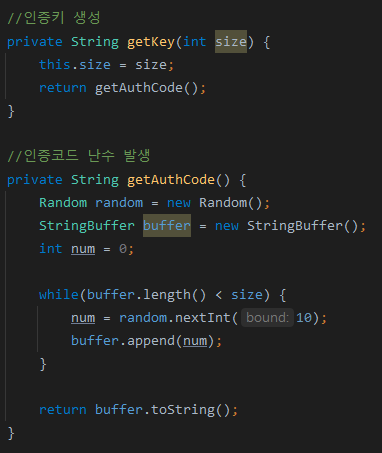 //인증키 생성
private String getKey(int size) {
    this.size = size;
    return getAuthCode();
}

//인증코드 난수 발생
private String getAuthCode() {
    Random random = new Random();
    StringBuffer buffer = new StringBuffer();
    int num = 0;

    while(buffer.length() < size) {
        num = random.nextInt( bound: 10);
        buffer.append(num);
    }

    return buffer.toString();
}